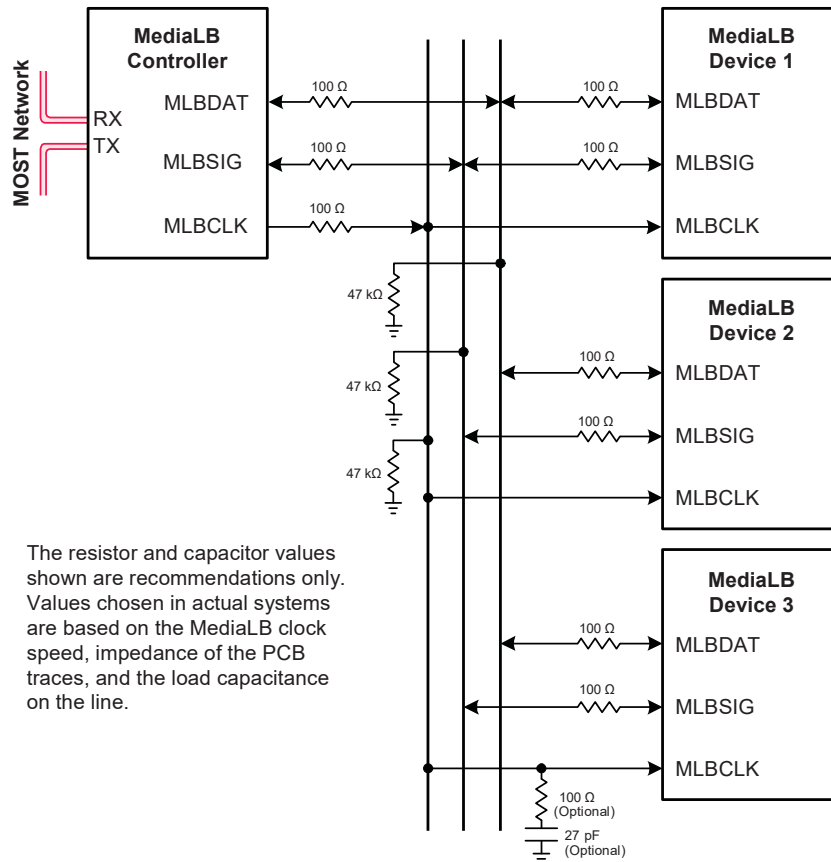 MediaLB
Controller
MOST Network
RX
TX
MLBDAT
MLBSIG
MLBCLK
100 Ω
100 Ω
100 Ω
100 Ω
100 Ω
MediaLB
Device 1
MLBDAT
MLBSIG
MLBCLK
47 kΩ
47 kΩ
47 kΩ
MediaLB
Device 2
100 Ω
MLBDAT
100 Ω
MLBSIG
MLBCLK
The resistor and capacitor values
shown are recommendations only.
Values chosen in actual systems
are based on the MediaLB clock
speed, impedance of the PCB
traces, and the load capacitance
on the line.
MediaLB
Device 3
100 Ω
MLBDAT
100 Ω
MLBSIG
MLBCLK
100 Ω
(Optional)
27 pF
(Optional)